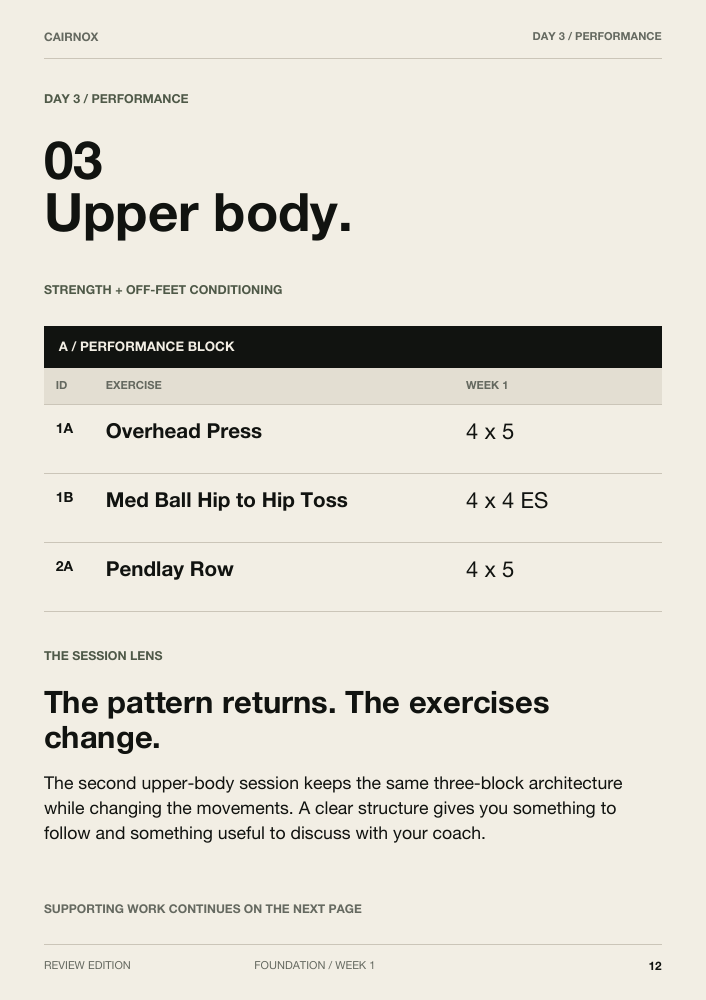 CAIRNOX
DAY 3 / PERFORMANCE
DAY 3 / PERFORMANCE
03
Upper body.
STRENGTH + OFF-FEET CONDITIONING
A / PERFORMANCE BLOCK
ID EXERCISE WEEK 1
1A Overhead Press 4 x 5
1B Med Ball Hip to Hip Toss 4 x 4 ES
2A Pendlay Row 4 x 5
THE SESSION LENS
The pattern returns. The exercises
change.
The second upper-body session keeps the same three-block architecture
while changing the movements. A clear structure gives you something to
follow and something useful to discuss with your coach.
SUPPORTING WORK CONTINUES ON THE NEXT PAGE
REVIEW EDITION FOUNDATION / WEEK 1 12